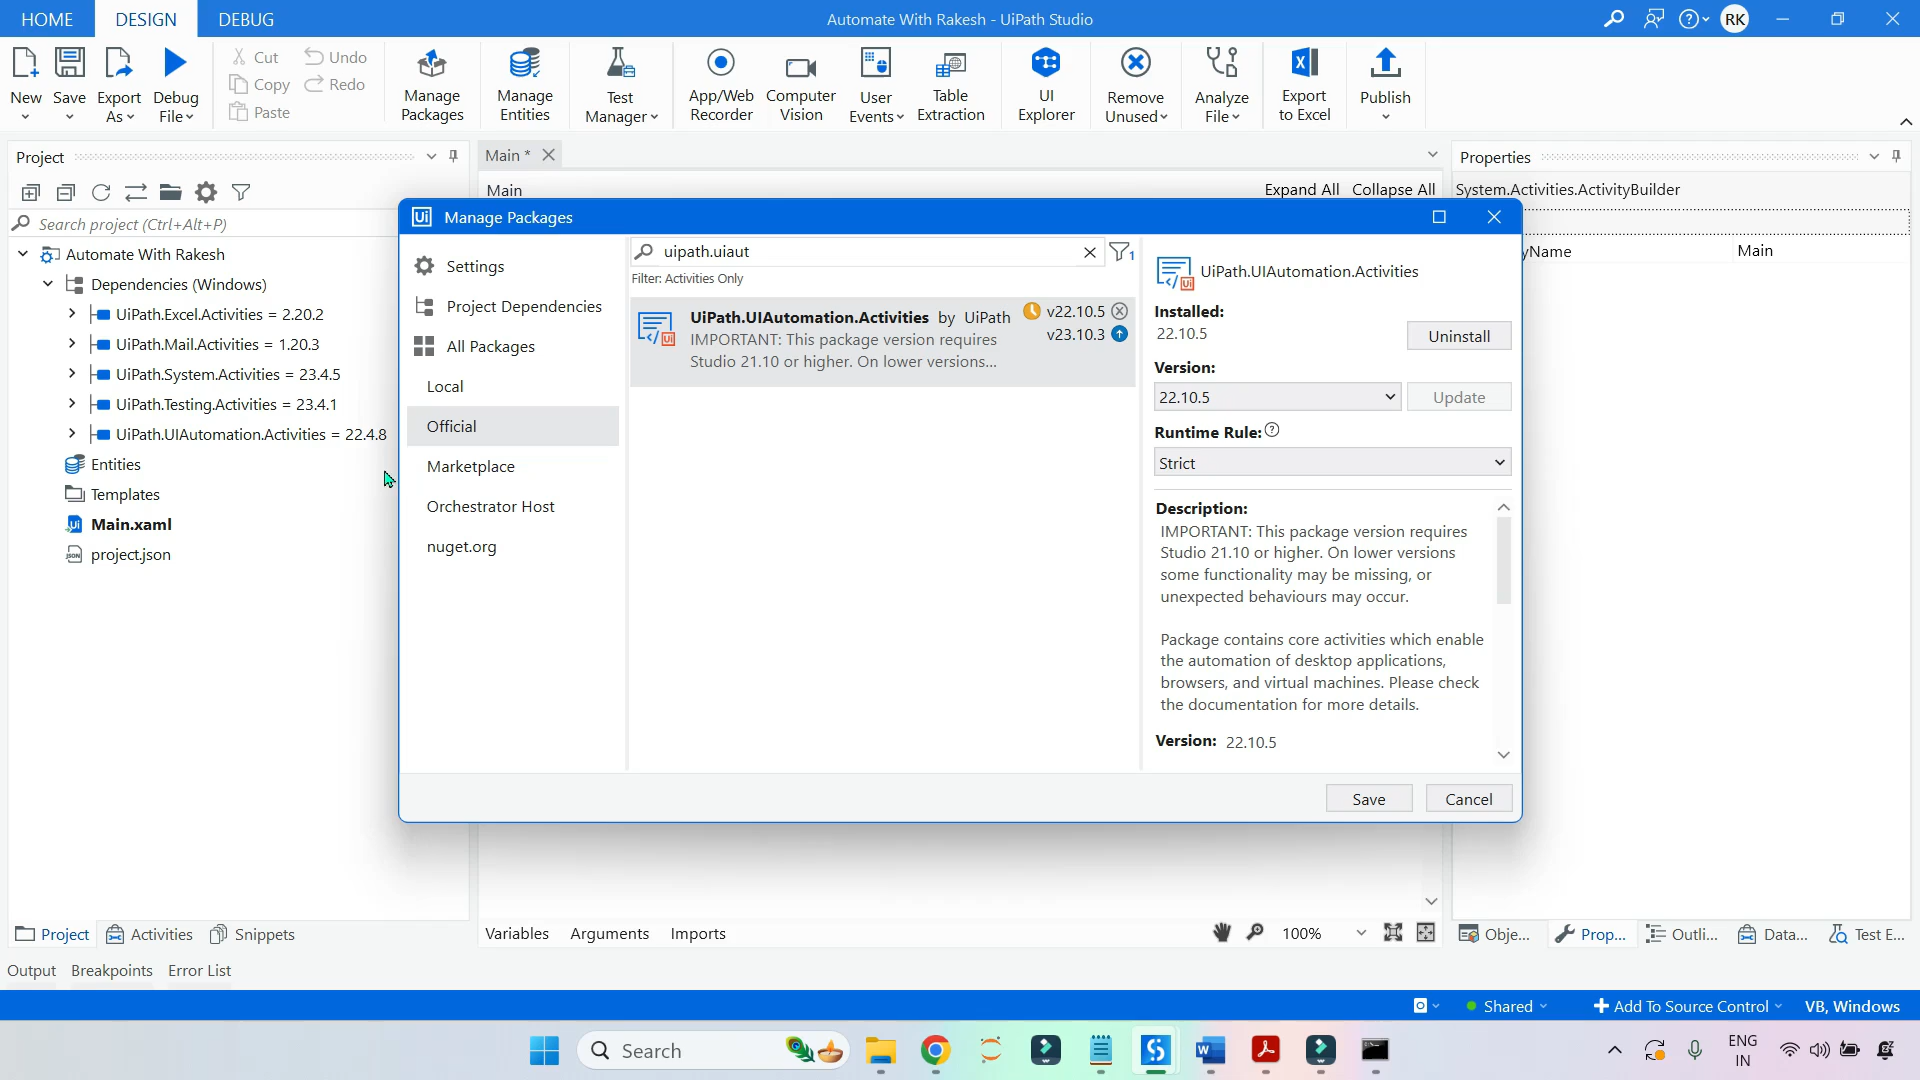 HOME
DESIGN
DEBUG
Automate With Rakesh - UiPath Studio
RK
New
Save
Export
As
Debug
File
Cut
Copy
Paste
Undo
Redo
Manage
Packages
Manage
Entities
Test
Manager
App/Web
Recorder
Computer
Vision
User
Events
Table
Extraction
UI
Explorer
Remove
Unused
Analyze
File
Export
to Excel
Publish
Project
Search project (Ctrl+Alt+P)
Automate With Rakesh
Dependencies (Windows)
UiPath.Excel.Activities = 2.20.2
UiPath.Mail.Activities = 1.20.3
UiPath.System.Activities = 23.4.5
UiPath.Testing.Activities = 23.4.1
UiPath.UIAutomation.Activities = 22.4.8
Entities
Templates
Main.xaml
project.json
Main *
Main
Expand All
Collapse All
Properties
System.Activities.ActivityBuilder
yName
Main
Ui
Manage Packages
Settings
Project Dependencies
All Packages
Local
Official
Marketplace
Orchestrator Host
nuget.org
uipath.uiaut
1
Filter: Activities Only
UiPath.UIAutomation.Activities by UiPath
v22.10.5
IMPORTANT: This package version requires
v23.10.3
Studio 21.10 or higher. On lower versions...
UiPath.UIAutomation.Activities
Installed:
22.10.5
Uninstall
Version:
22.10.5
Update
Runtime Rule:
Strict
Description:
IMPORTANT: This package version requires
Studio 21.10 or higher. On lower versions
some functionality may be missing, or
unexpected behaviours may occur.
Package contains core activities which enable
the automation of desktop applications,
browsers, and virtual machines. Please check
the documentation for more details.
Version: 22.10.5
Save
Cancel
Project
Activities
Snippets
Variables
Arguments
Imports
100%
Obje...
Prop...
Outli...
Data...
Test E...
Output
Breakpoints
Error List
Shared
Add To Source Control
VB, Windows
Search
ENG
IN